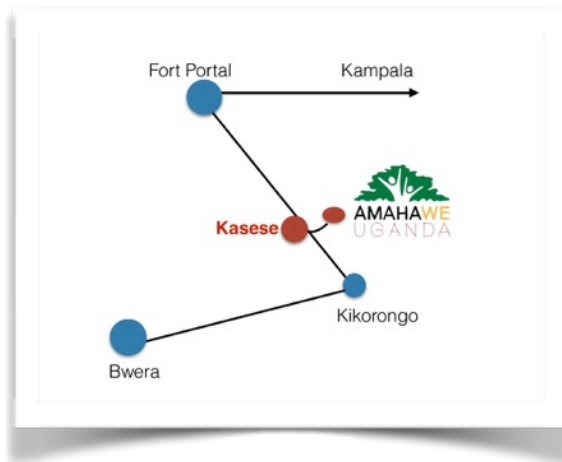 Fort Portal
Kampala
AMAHAWE
UGANDA
Kasese
Kikorongo
Bwera